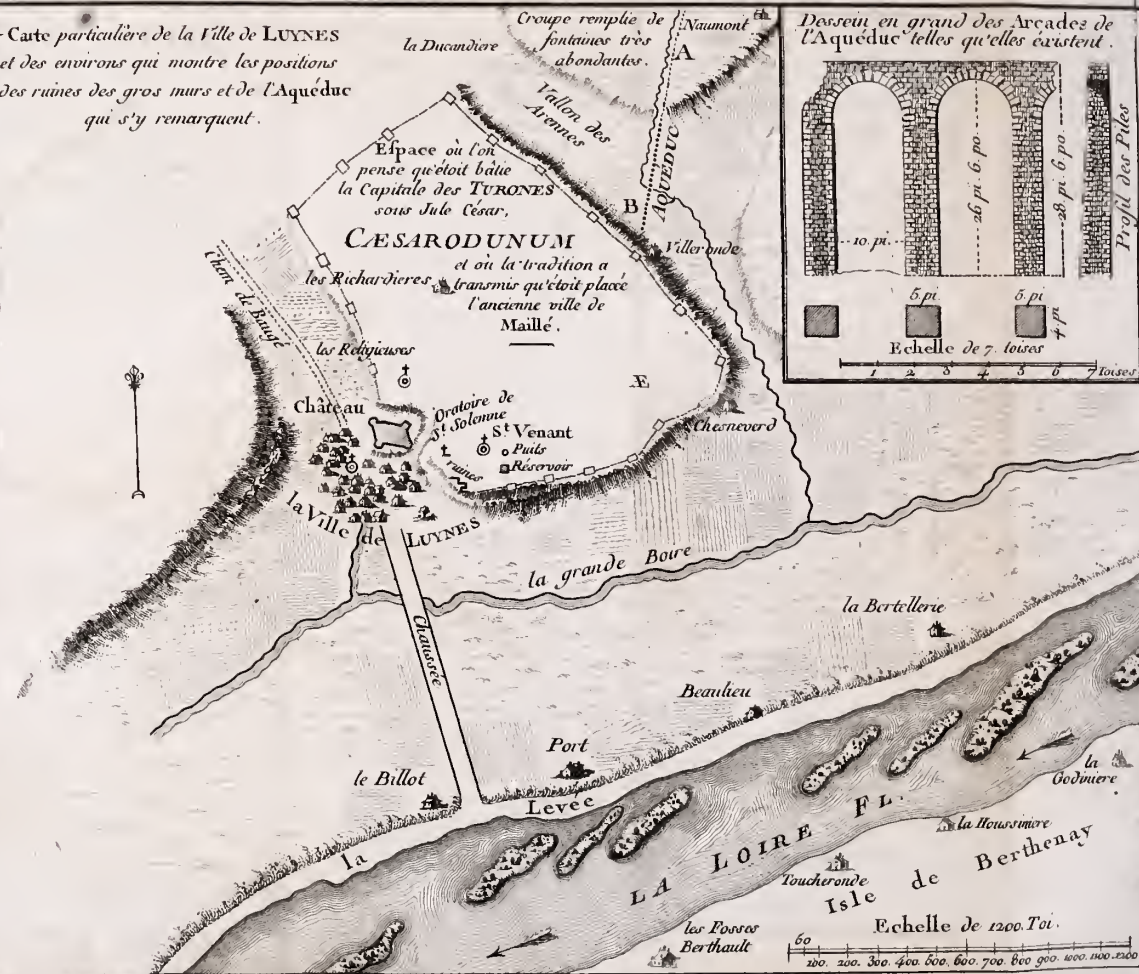 Carte particulière de la Ville de LUYNES
et des environs qui montre les positions
des ruines des gros murs et de l'Aquéduc
qui s'y remarquent.
la Ducandiere
Croupe remplie de
fontaines très
abondantes.
Naumont
A
Vallon des
Arennes
AQUEDUC
B
Villeronde
Espace où l'on
pense qu'étoit bâtie
la Capitale des TURONES
sous Jule César,
CÆSARODUNUM
et où la tradition a
transmis qu'étoit placée
l'ancienne ville de
Maillé.
les Richardieres
Chem. de Baugé
les Religieuses
Château
Oratoire de
St. Solemne
St. Venant
Puits
Réservoir
ruines
Æ
Chesneverd
la Ville de LUYNES
la grande Boire
Chaussée
la Bertellerie
Beaulieu
Port
le Billot
la Levée
LA LOIRE FL.
la Godiniere
la Houssiniere
Toucheronde
Isle de Berthenay
les Fosses
Berthault
Echelle de 1200. Toi.
60
100. 200. 300. 400. 500. 600. 700. 800 900. 1000. 1100. 1200
Dessein en grand des Arcades de
l'Aquéduc telles qu'elles éxistent.
10. pi.
26 pi. 6. po.
28 pi. 6 po.
Profil des Piles
5. pi
5. pi
4 pi
Echelle de 7. toises
1 2 3 4 5 6 7 Toises